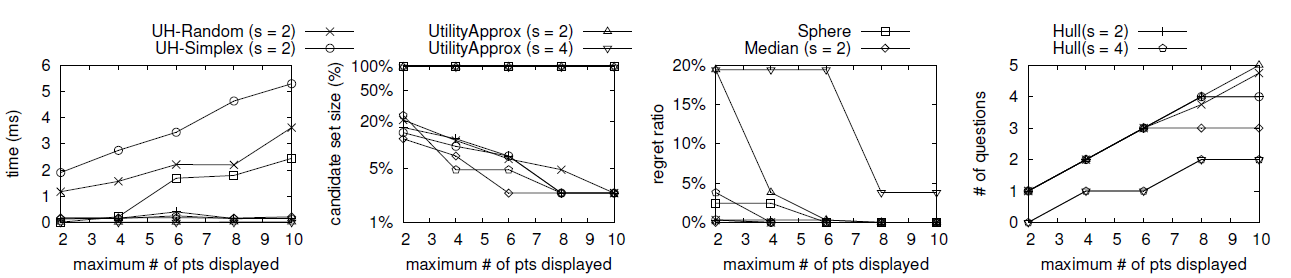 UH-Random (s = 2)
UH-Simplex (s = 2)
UtilityApprox (s = 2)
UtilityApprox (s = 4)
Sphere
Median (s = 2)
Hull(s = 2)
Hull(s = 4)
time (ms)
6
5
4
3
2
1
0
2 3 4 5 6 7 8 9 10
maximum # of pts displayed
candidate set size (%)
100%
50%
20%
5%
1%
2 3 4 5 6 7 8 9 10
maximum # of pts displayed
regret ratio
20%
15%
10%
5%
0%
2 3 4 5 6 7 8 9 10
maximum # of pts displayed
# of questions
5
4
3
2
1
0
2 3 4 5 6 7 8 9 10
maximum # of pts displayed